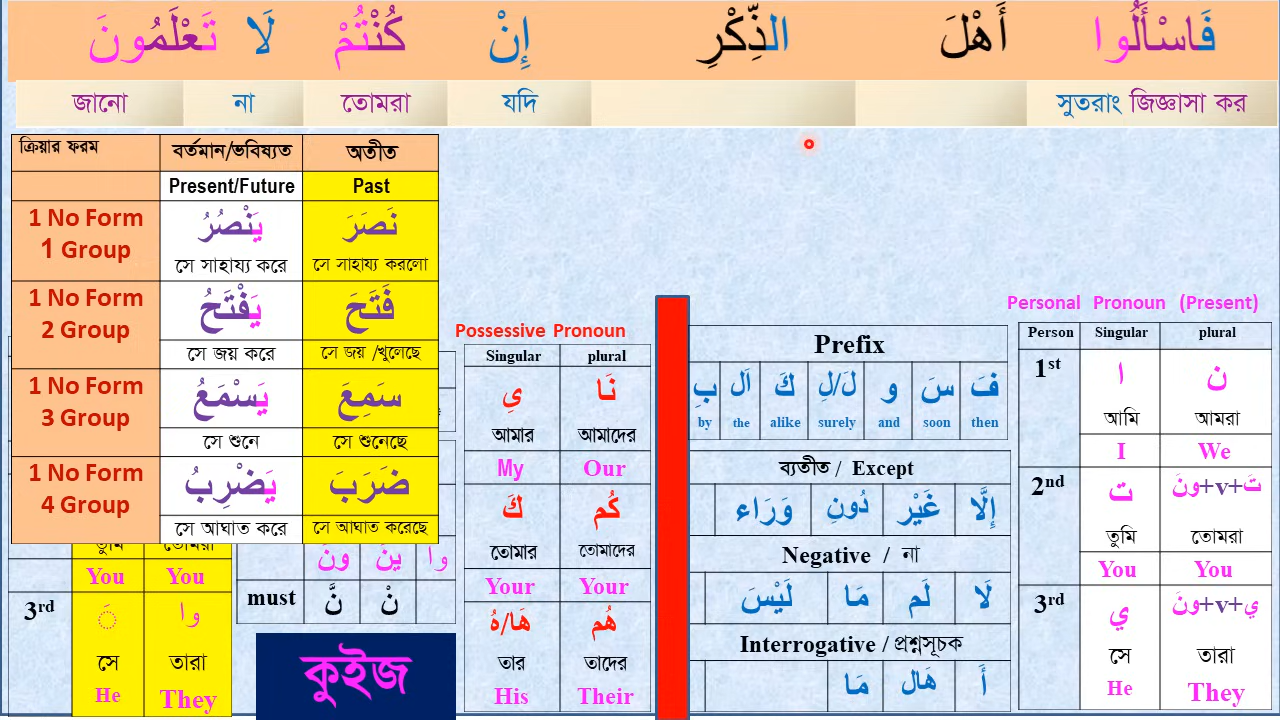 فَاسْأَلُوا أَهْلَ الذِّكْرِ إِنْ كُنْتُمْ لَا تَعْلَمُونَ
সুতরাং জিজ্ঞাসা কর যদি তোমরা না জানো
ক্রিয়ার ফরম বর্তমান/ভবিষ্যত অতীত
Present/Future Past
1 No Form 1 Group يَنْصُرُ نَصَرَ
সে সাহায্য করে সে সাহায্য করলো
1 No Form 2 Group يَفْتَحُ فَتَحَ
সে জয় করে সে জয় /খুলেছে
1 No Form 3 Group يَسْمَعُ سَمِعَ
সে শুনে সে শুনেছে
1 No Form 4 Group يَضْرِبُ ضَرَبَ
সে আঘাত করে সে আঘাত করেছে
তুমি তোমরা
You You
3rd َ وا
সে তারা
He They
ونَ ينَ وا
must نَّ نْ
কুইজ
Possessive Pronoun
Singular plural
يِ نَا
আমার আমাদের
My Our
كَ كُم
তোমার তোমাদের
Your Your
هَا/هُ هُم
তার তাদের
His Their
Prefix
فَ سَ و لَ/لِ كَ اَل بِ
then soon and surely alike the by
ব্যতীত / Except
إِلَّا غَيْر دُونِ وَرَاء
Negative / না
لَا لَم مَا لَيْسَ
Interrogative / প্রশ্নসূচক
أَ هَال مَا
Personal Pronoun (Present)
Person Singular plural
1st ا ن
আমি আমরা
I We
2nd ت تَ+v+ونَ
তুমি তোমরা
You You
3rd ي ي+v+ونَ
সে তারা
He They